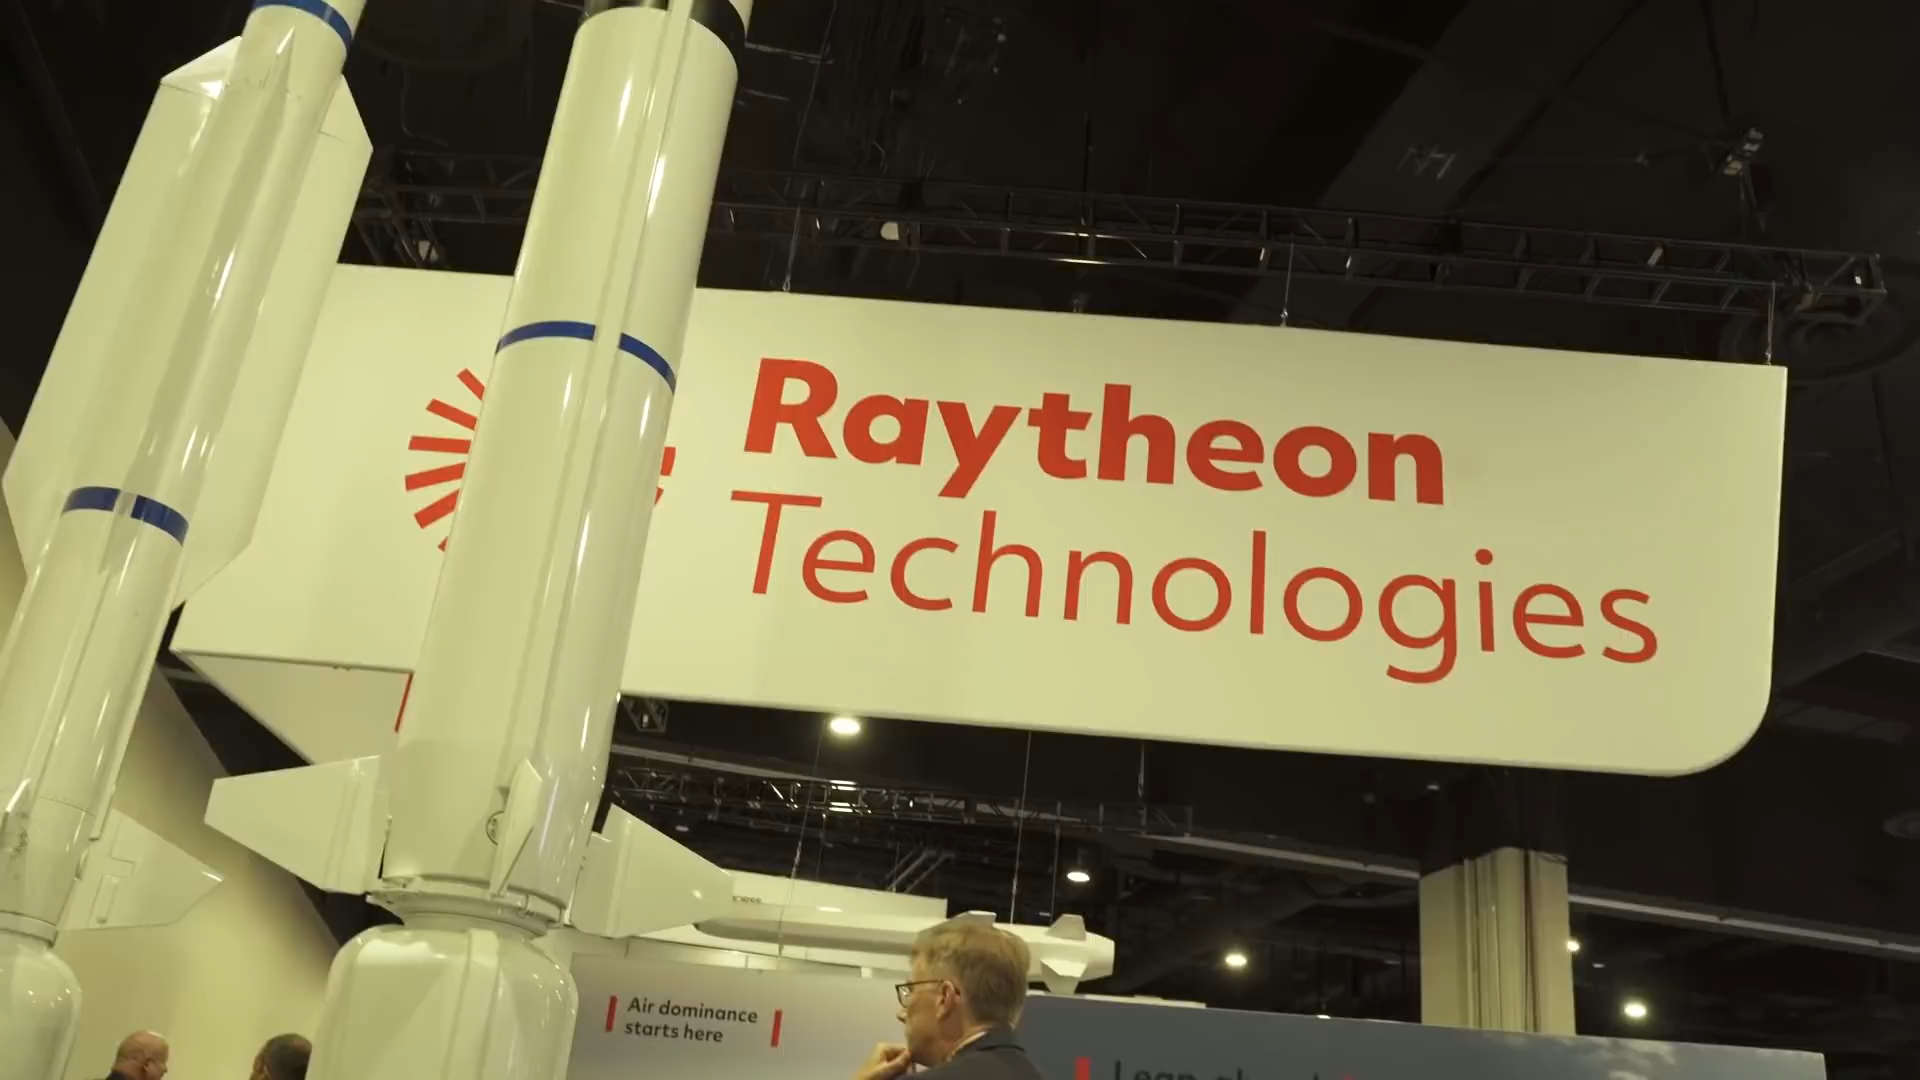 Raytheon
Technologies
Air dominance
starts here